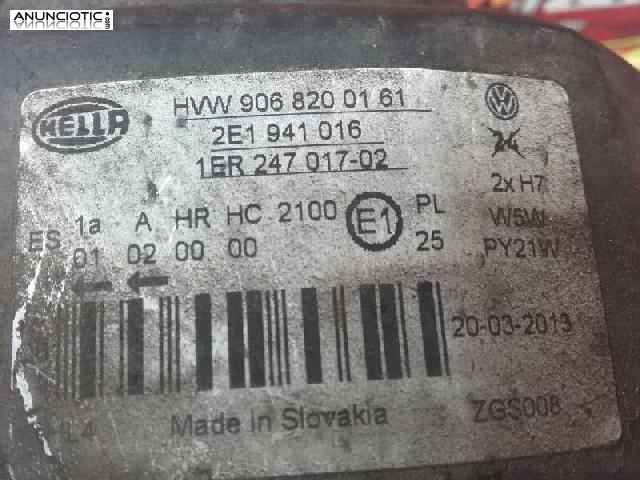 ANUNCIOTIC.com
HELLA
HVW 906 820 01 61
2E1 941 016
1ER 247 017-02
24
2x H7
W5W
PY21W
ES 1a A HR HC 2100 E1 PL
01 02 00 00 25
20-03-2013
L4 Made in Slovakia ZGS008